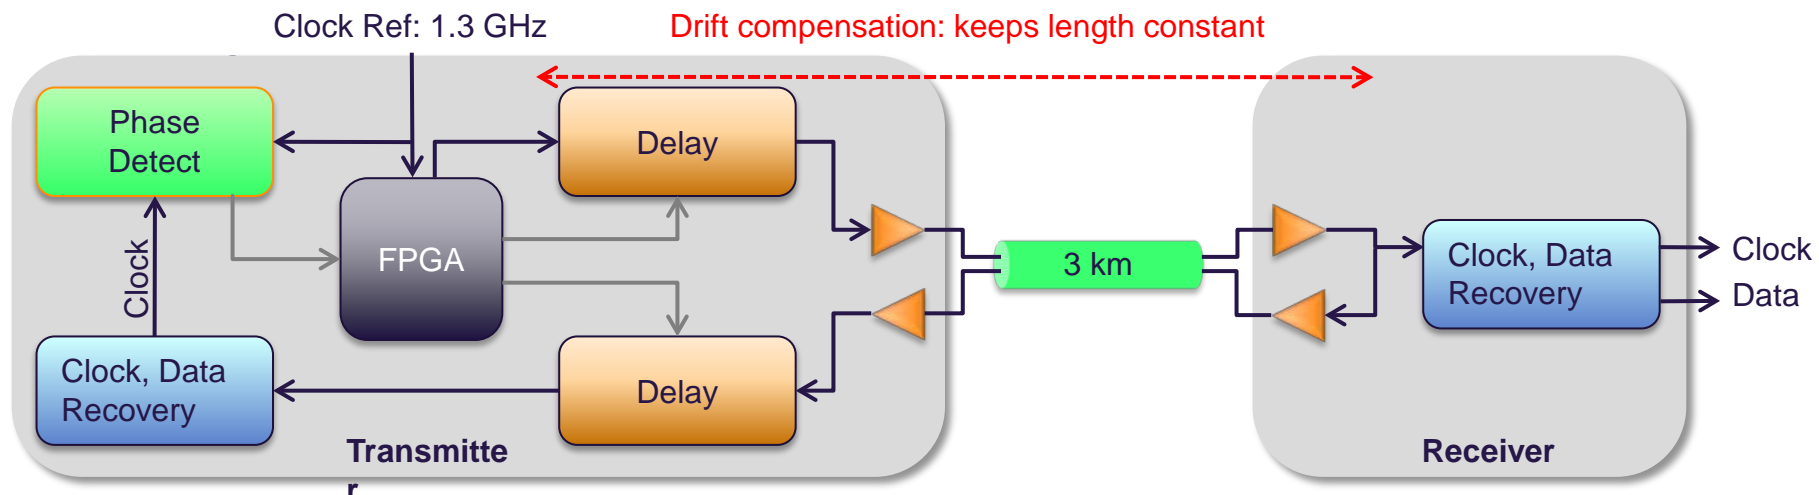 Clock Ref: 1.3 GHz
Drift compensation: keeps length constant
Phase
Detect
Delay
FPGA
Clock
3 km
Clock, Data
Recovery
Clock
Data
Clock, Data
Recovery
Delay
Transmitte
r
Receiver